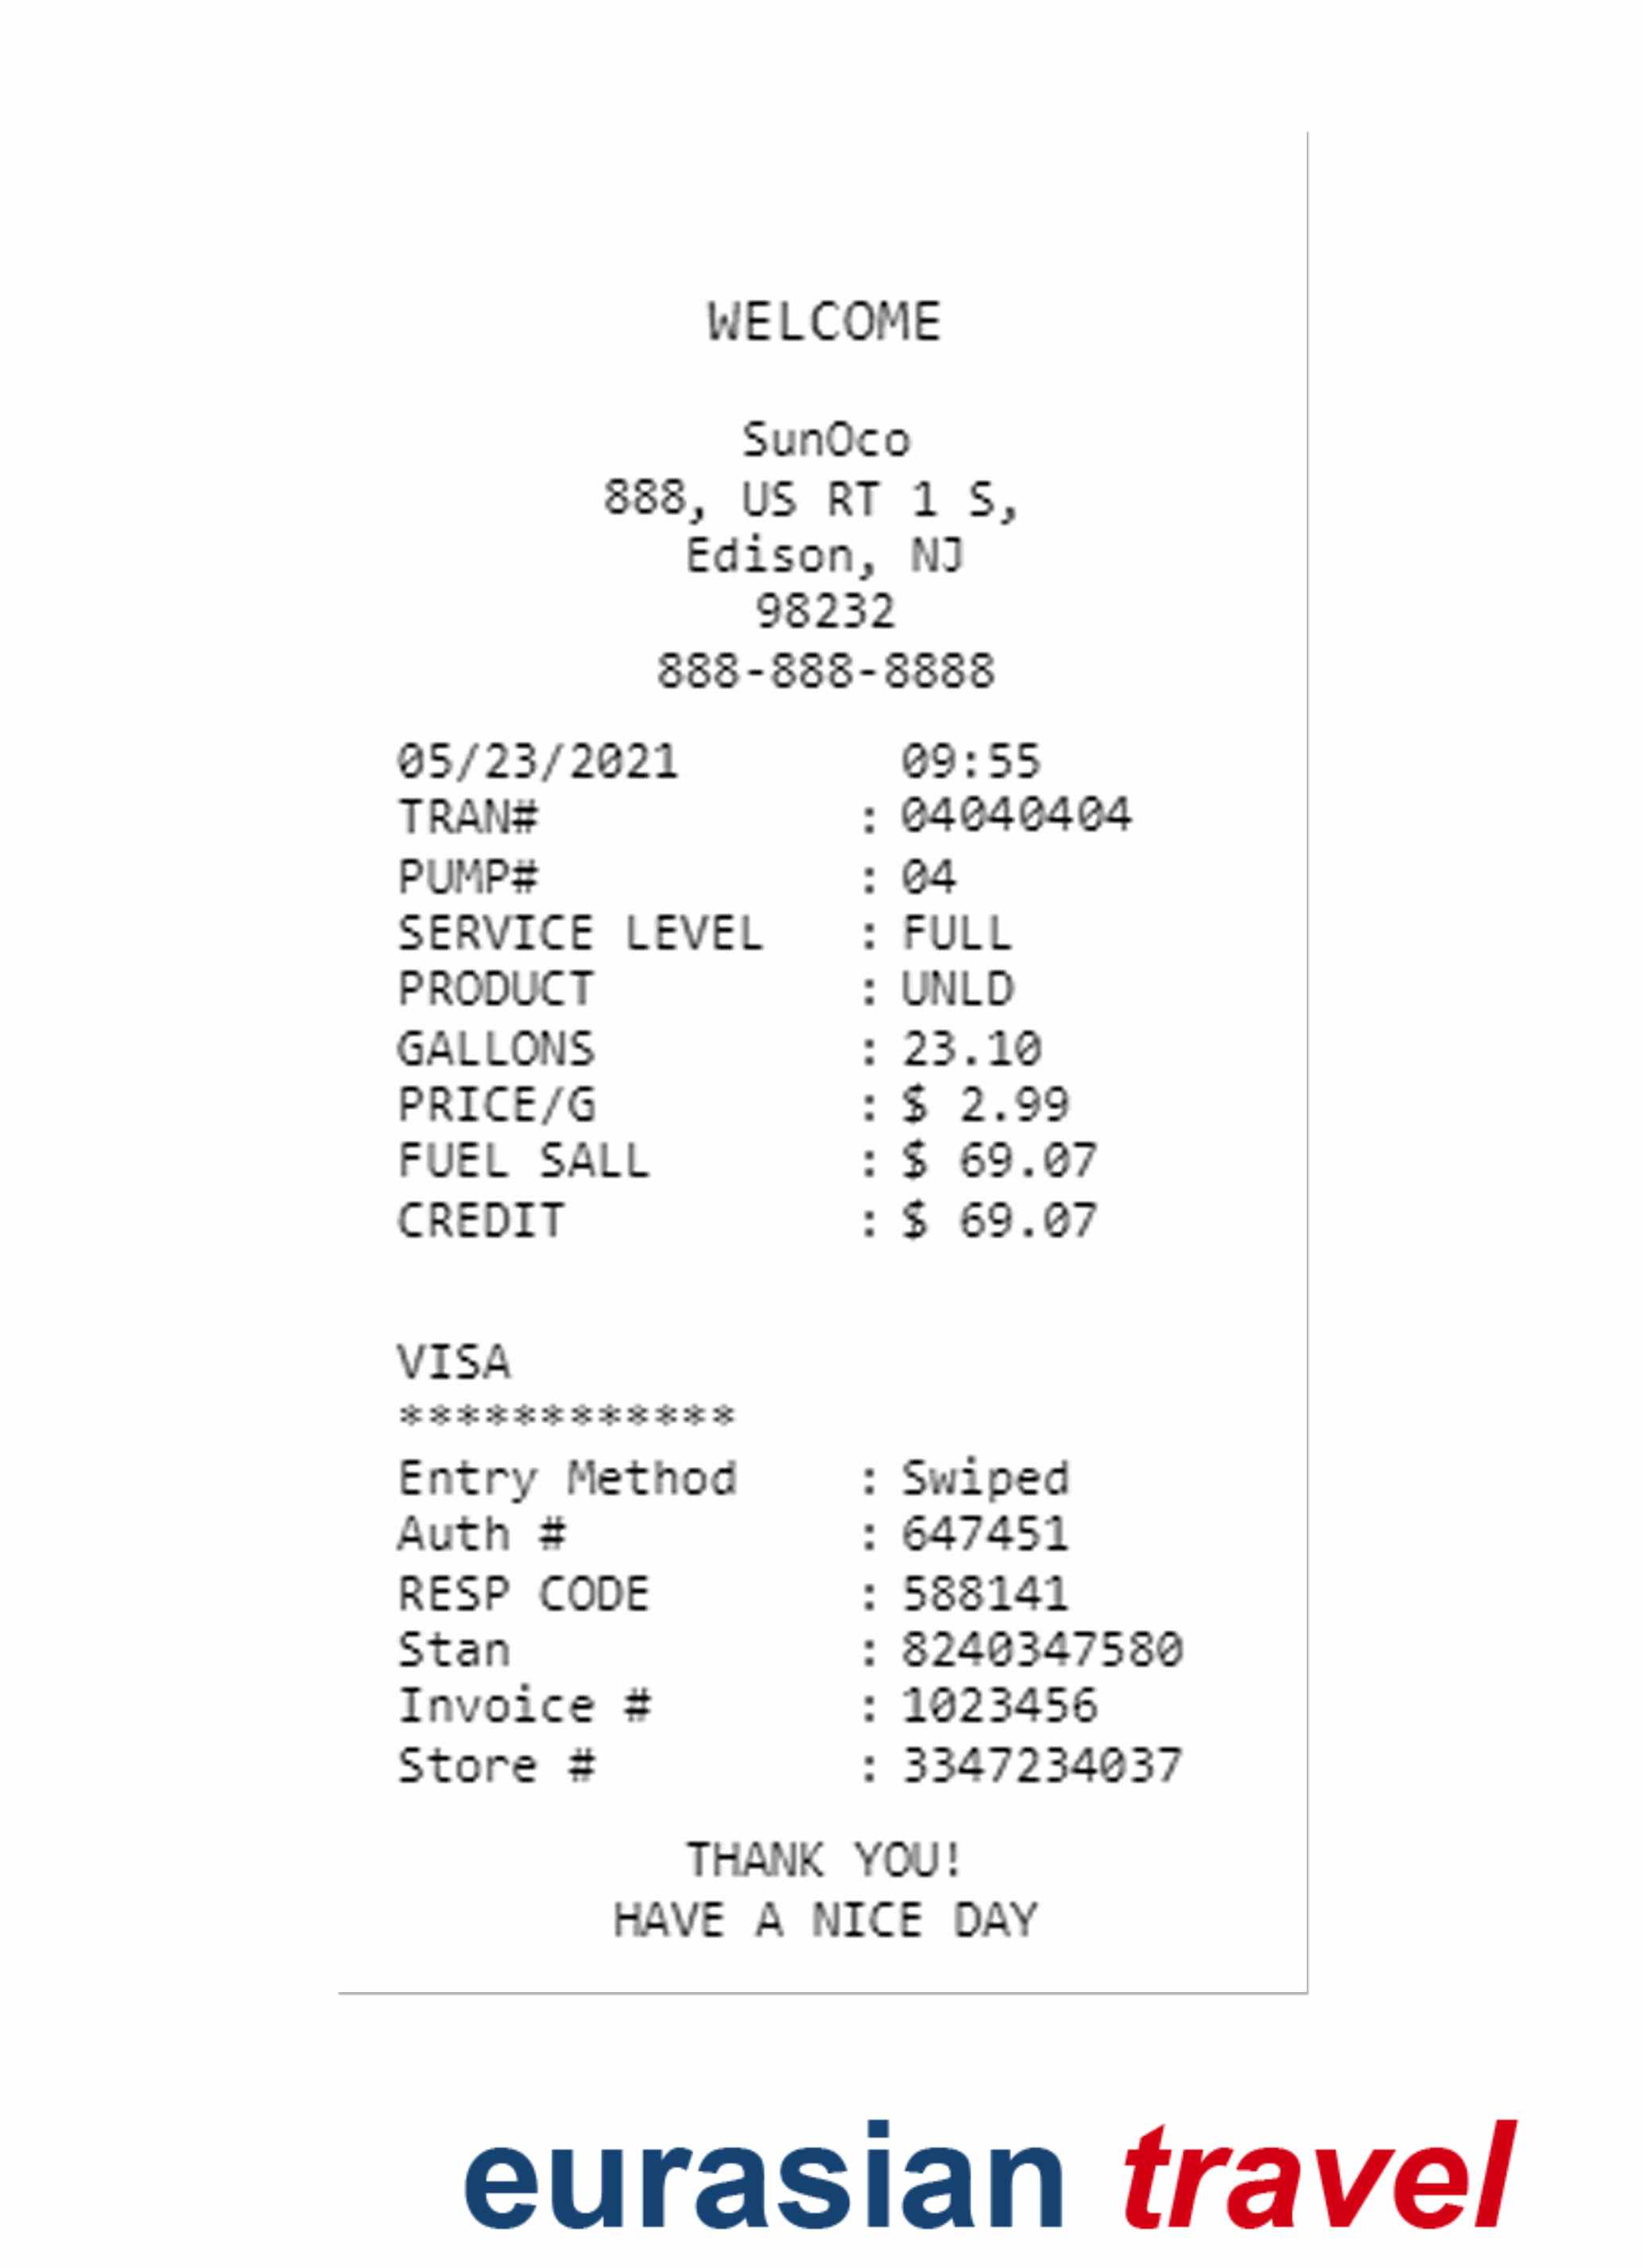 WELCOME
SunOco
888, US RT 1 S,
Edison, NJ
98232
888-888-8888
05/23/2021 09:55
TRAN# : 04040404
PUMP# : 04
SERVICE LEVEL : FULL
PRODUCT : UNLD
GALLONS : 23.10
PRICE/G : $ 2.99
FUEL SALL : $ 69.07
CREDIT : $ 69.07
VISA
************
Entry Method : Swiped
Auth # : 647451
RESP CODE : 588141
Stan : 8240347580
Invoice # : 1023456
Store # : 3347234037
THANK YOU!
HAVE A NICE DAY
eurasian travel